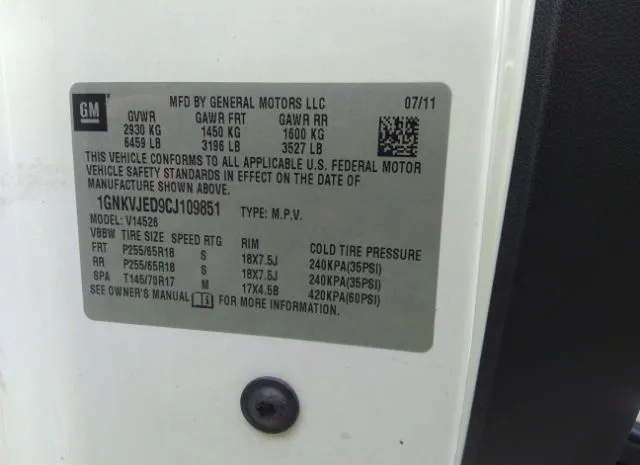 GM
MFD BY GENERAL MOTORS LLC 07/11
GVWR GAWR FRT GAWR RR
2930 KG 1450 KG 1600 KG
6459 LB 3196 LB 3527 LB
THIS VEHICLE CONFORMS TO ALL APPLICABLE U.S. FEDERAL MOTOR
VEHICLE SAFETY STANDARDS IN EFFECT ON THE DATE OF
MANUFACTURE SHOWN ABOVE.
1GNKVJED9CJ109851 TYPE: M.P.V.
MODEL: V14526
VBBW TIRE SIZE SPEED RTG RIM COLD TIRE PRESSURE
FRT P255/65R18 S 18X7.5J 240KPA(35PSI)
RR P255/65R18 S 18X7.5J 240KPA(35PSI)
SPA T145/70R17 M 17X4.5B 420KPA(60PSI)
SEE OWNER'S MANUAL FOR MORE INFORMATION.